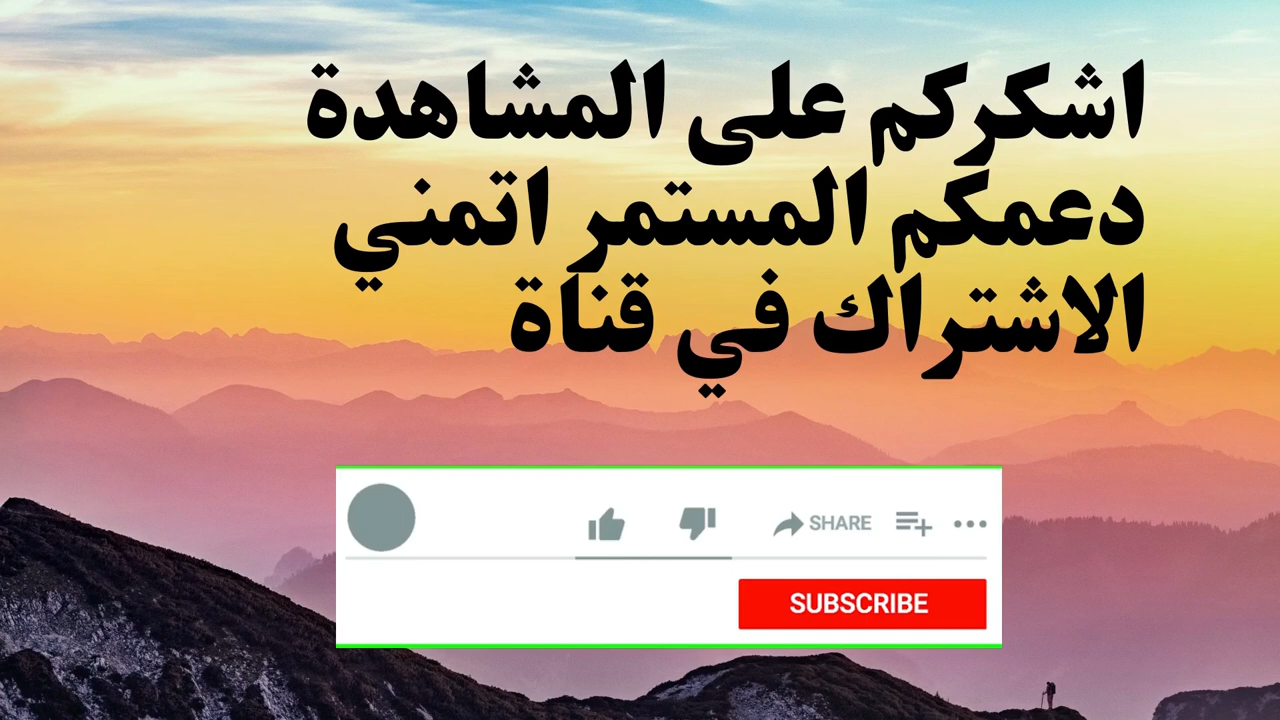 اشكركم على المشاهدة
دعمكم المستمر اتمني
الاشتراك في قناة
SHARE
SUBSCRIBE